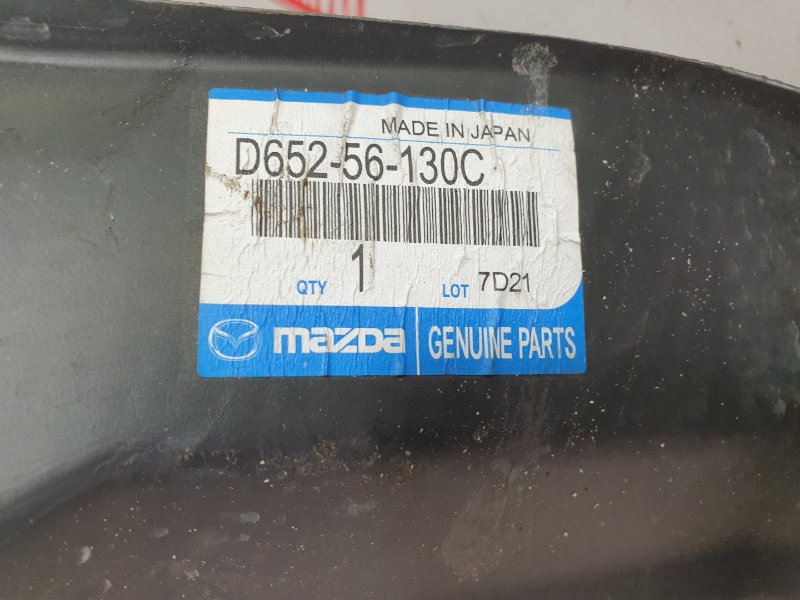 MADE IN JAPAN
D652-56-130C
QTY 1 LOT 7D21
mazda GENUINE PARTS